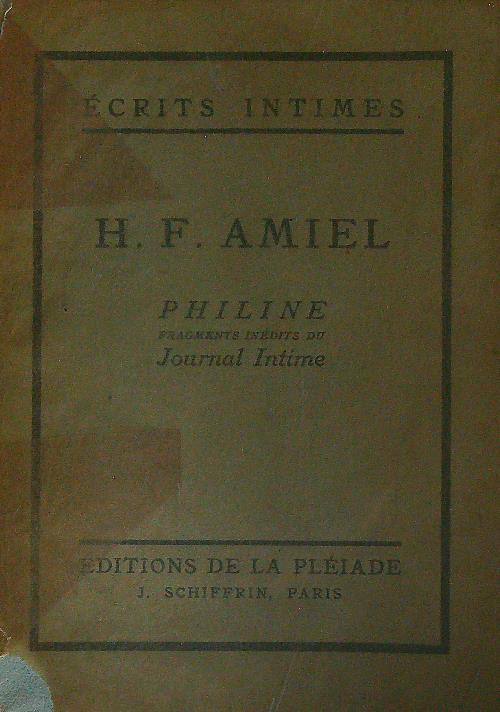 ÉCRITS INTIMES
H. F. AMIEL
PHILINE
FRAGMENTS INÉDITS DU
Journal Intime
EDITIONS DE LA PLÉIADE
J. SCHIFFRIN, PARIS